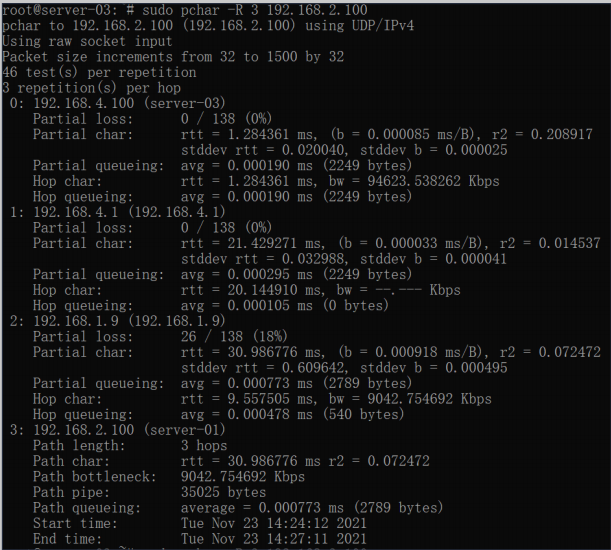 root@server-03:~# sudo pchar -R 3 192.168.2.100
pchar to 192.168.2.100 (192.168.2.100) using UDP/IPv4
Using raw socket input
Packet size increments from 32 to 1500 by 32
46 test(s) per repetition
3 repetition(s) per hop
0: 192.168.4.100 (server-03)
Partial loss: 0 / 138 (0%)
Partial char: rtt = 1.284361 ms, (b = 0.000085 ms/B), r2 = 0.208917
stddev rtt = 0.020040, stddev b = 0.000025
Partial queueing: avg = 0.000190 ms (2249 bytes)
Hop char: rtt = 1.284361 ms, bw = 94623.538262 Kbps
Hop queueing: avg = 0.000190 ms (2249 bytes)
1: 192.168.4.1 (192.168.4.1)
Partial loss: 0 / 138 (0%)
Partial char: rtt = 21.429271 ms, (b = 0.000033 ms/B), r2 = 0.014537
stddev rtt = 0.032988, stddev b = 0.000041
Partial queueing: avg = 0.000295 ms (2249 bytes)
Hop char: rtt = 20.144910 ms, bw = --.--- Kbps
Hop queueing: avg = 0.000105 ms (0 bytes)
2: 192.168.1.9 (192.168.1.9)
Partial loss: 26 / 138 (18%)
Partial char: rtt = 30.986776 ms, (b = 0.000918 ms/B), r2 = 0.072472
stddev rtt = 0.609642, stddev b = 0.000495
Partial queueing: avg = 0.000773 ms (2789 bytes)
Hop char: rtt = 9.557505 ms, bw = 9042.754692 Kbps
Hop queueing: avg = 0.000478 ms (540 bytes)
3: 192.168.2.100 (server-01)
Path length: 3 hops
Path char: rtt = 30.986776 ms r2 = 0.072472
Path bottleneck: 9042.754692 Kbps
Path pipe: 35025 bytes
Path queueing: average = 0.000773 ms (2789 bytes)
Start time: Tue Nov 23 14:24:12 2021
End time: Tue Nov 23 14:27:11 2021